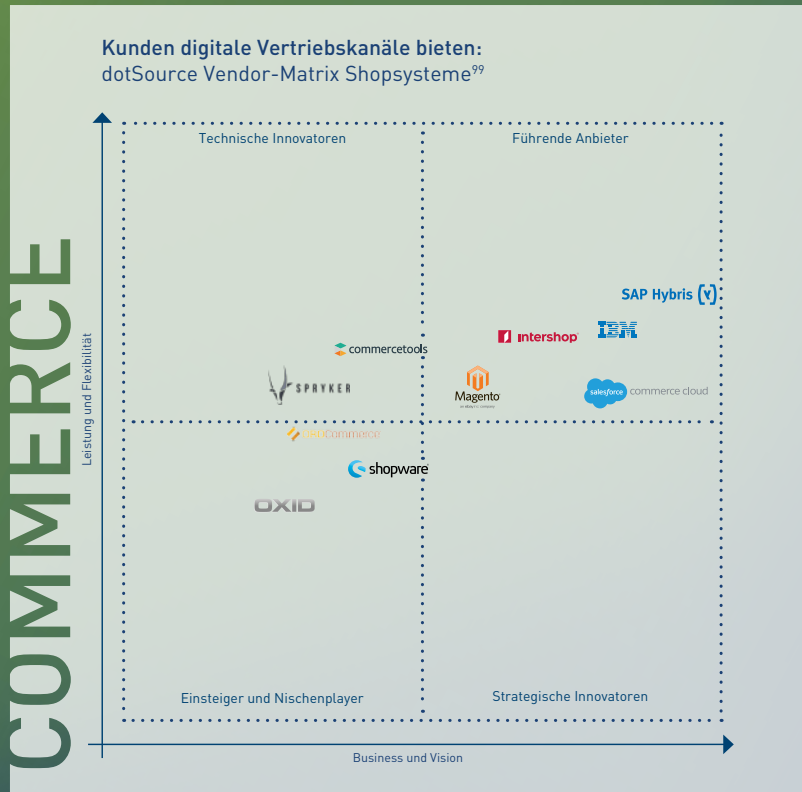 COMMERCE
Kunden digitale Vertriebskanäle bieten:
dotSource Vendor-Matrix Shopsysteme⁹⁹
Technische Innovatoren
Führende Anbieter
SAP Hybris (Y)
intershop
IBM
commercetools
SPRYKER
Magento
salesforce commerce cloud
Commerce
shopware
OXID
Leistung und Flexibilität
Einsteiger und Nischenplayer
Strategische Innovatoren
Business und Vision